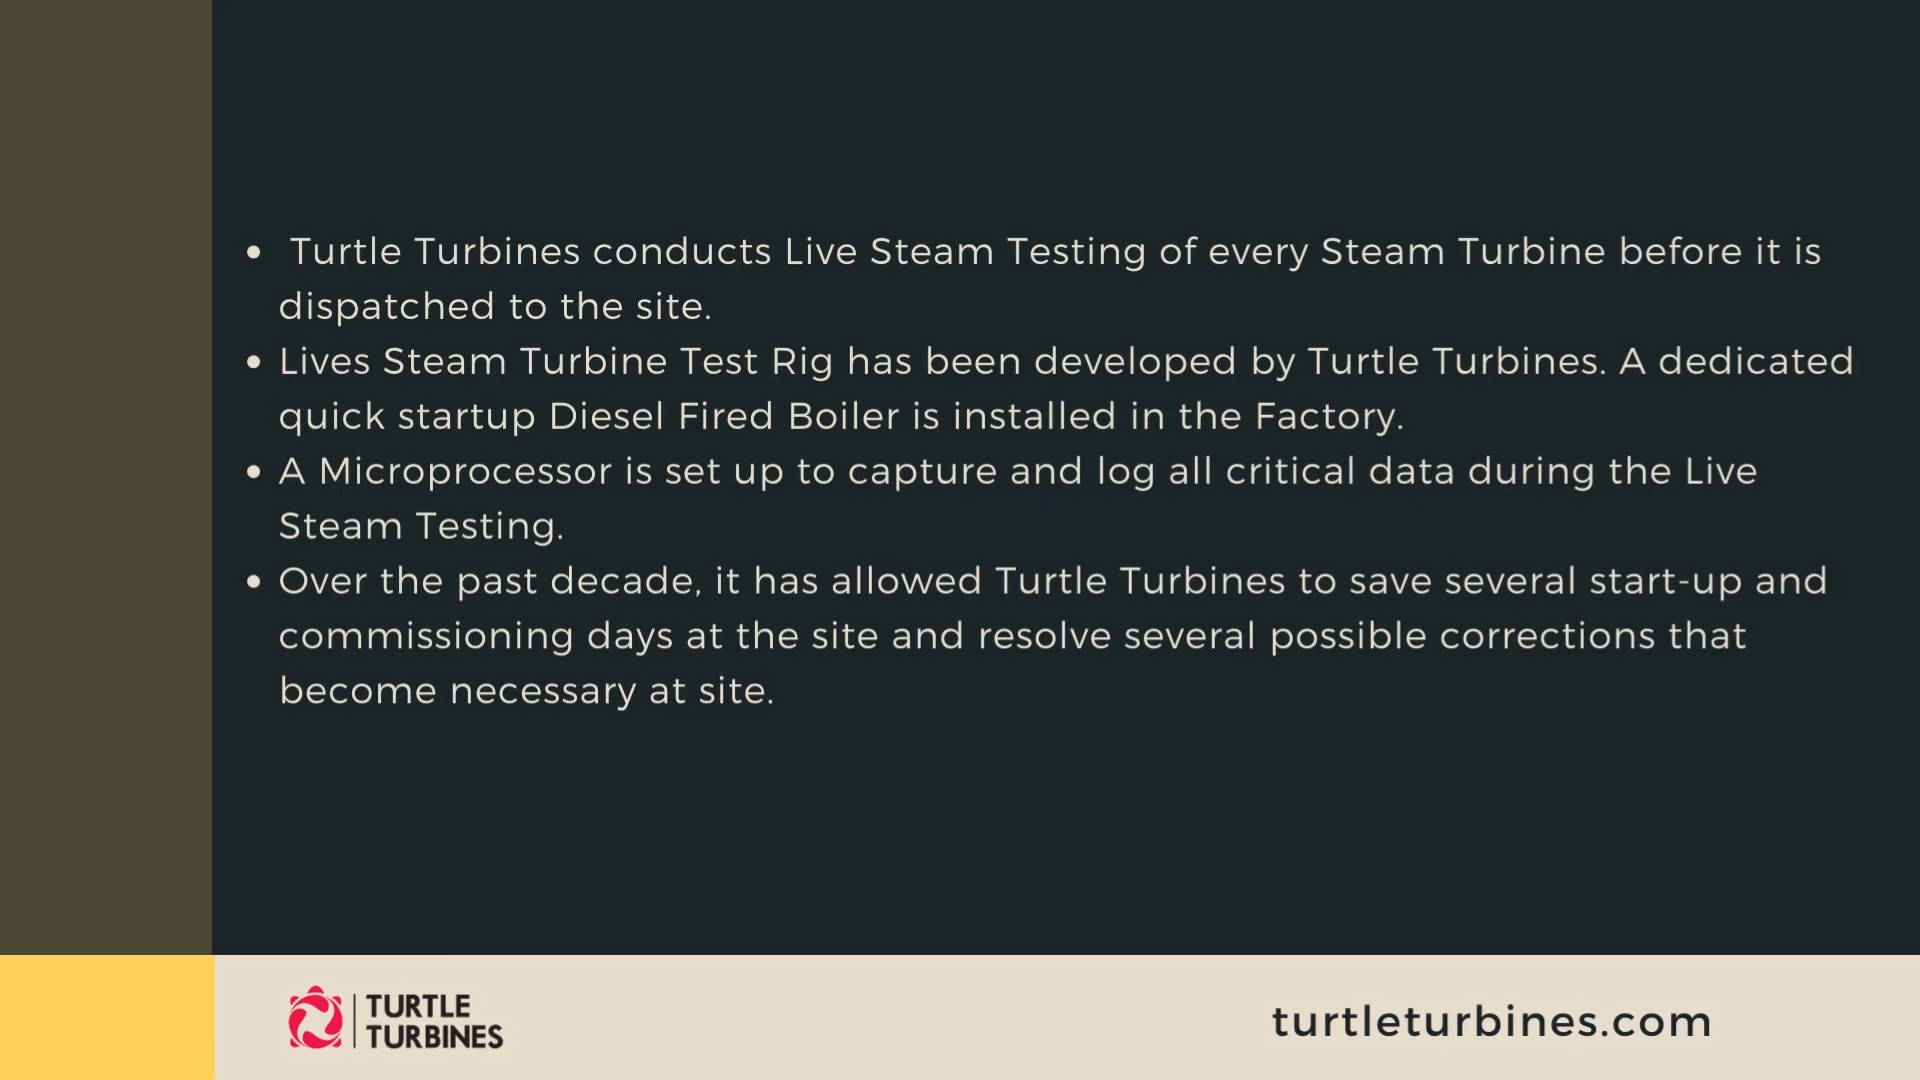 • Turtle Turbines conducts Live Steam Testing of every Steam Turbine before it is
dispatched to the site.
• Lives Steam Turbine Test Rig has been developed by Turtle Turbines. A dedicated
quick startup Diesel Fired Boiler is installed in the Factory.
• A Microprocessor is set up to capture and log all critical data during the Live
Steam Testing.
• Over the past decade, it has allowed Turtle Turbines to save several start-up and
commissioning days at the site and resolve several possible corrections that
become necessary at site.
TURTLE
TURBINES
turtleturbines.com